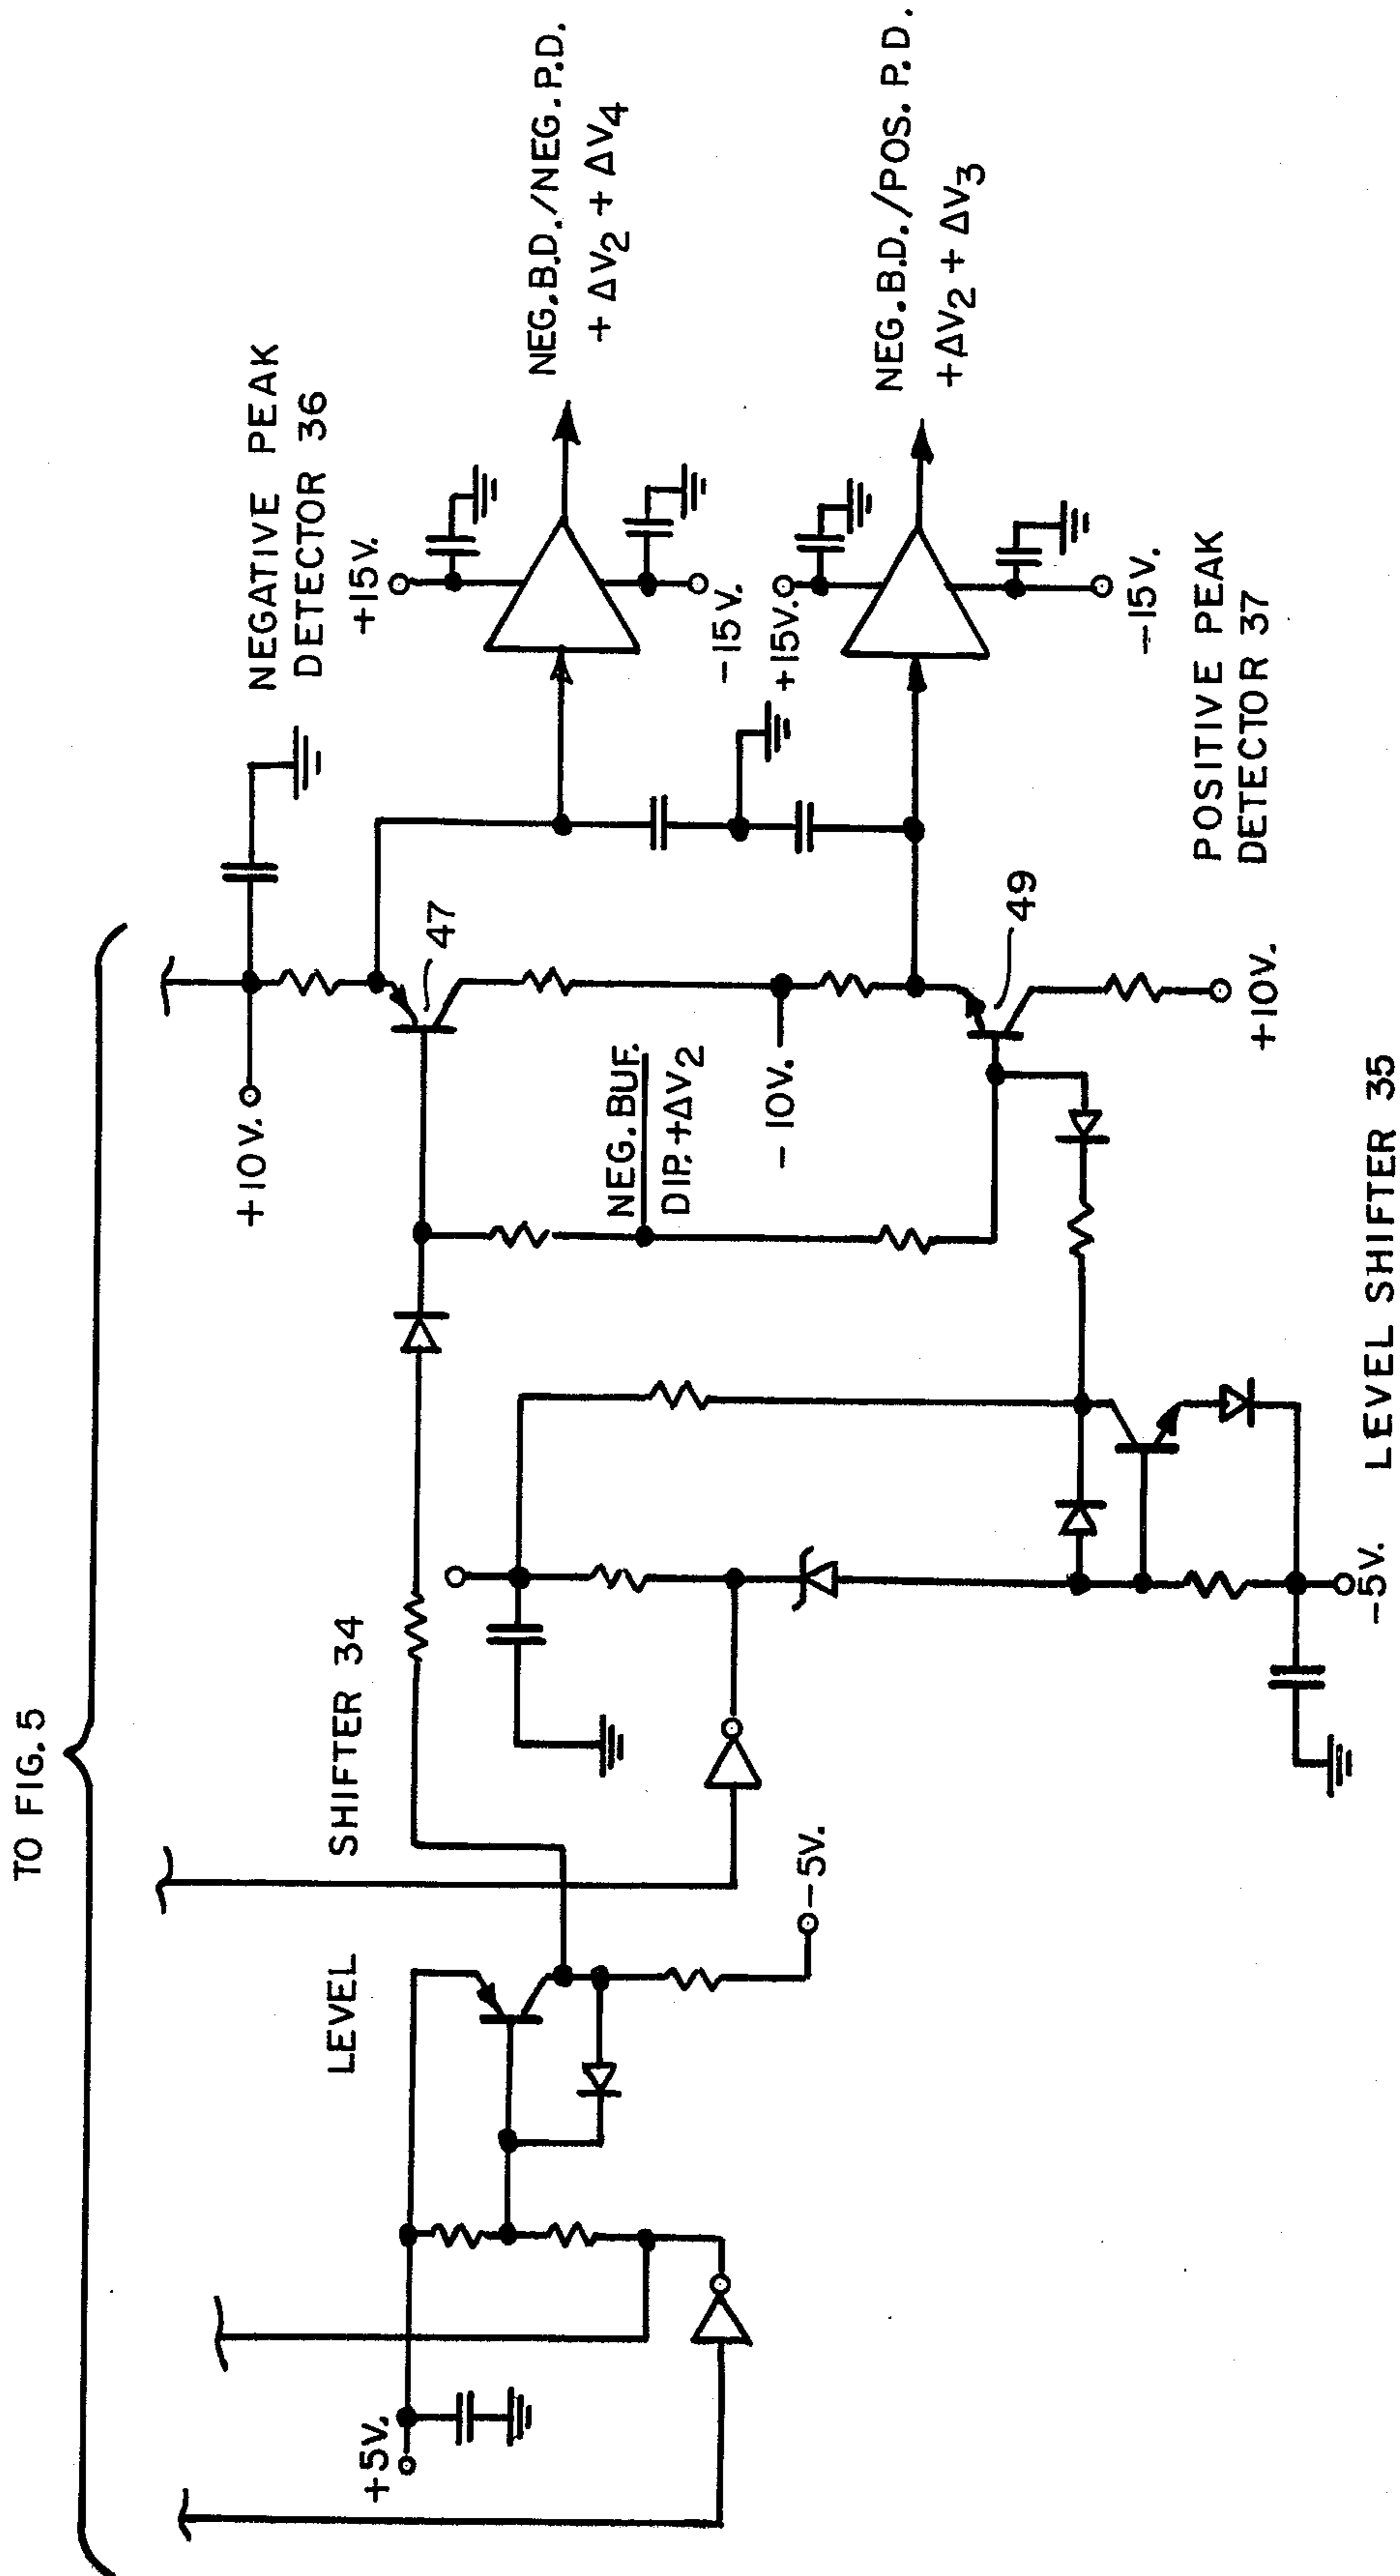 TO FIG. 5
NEGATIVE PEAK
DETECTOR 36
+10V.
+15V.
NEG.B.D./NEG.P.D.
+ ΔV2 + ΔV4
-15V.
47
LEVEL SHIFTER 34
+5V.
-5V.
NEG.BUF.
DIP.+ΔV2
-10V.
+15V.
NEG.B.D./POS.P.D.
+ΔV2 + ΔV3
-15V.
49
+10V.
POSITIVE PEAK
DETECTOR 37
-5V.
LEVEL SHIFTER 35